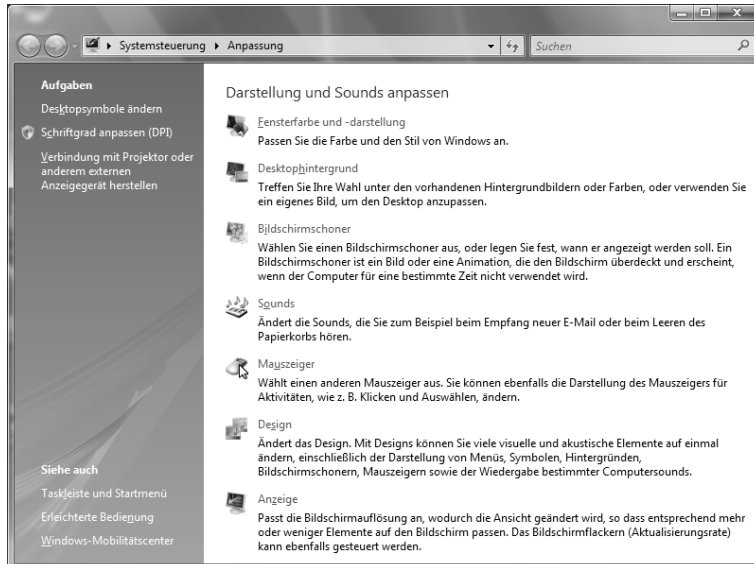 Systemsteuerung ▸ Anpassung
Suchen
Aufgaben
Desktopsymbole ändern
Schriftgrad anpassen (DPI)
Verbindung mit Projektor oder
anderem externen
Anzeigegerät herstellen
Siehe auch
Taskleiste und Startmenü
Erleichterte Bedienung
Windows-Mobilitätscenter
Darstellung und Sounds anpassen
Fensterfarbe und -darstellung
Passen Sie die Farbe und den Stil von Windows an.
Desktophintergrund
Treffen Sie Ihre Wahl unter den vorhandenen Hintergrundbildern oder Farben, oder verwenden Sie
ein eigenes Bild, um den Desktop anzupassen.
Bildschirmschoner
Wählen Sie einen Bildschirmschoner aus, oder legen Sie fest, wann er angezeigt werden soll. Ein
Bildschirmschoner ist ein Bild oder eine Animation, die den Bildschirm überdeckt und erscheint,
wenn der Computer für eine bestimmte Zeit nicht verwendet wird.
Sounds
Ändert die Sounds, die Sie zum Beispiel beim Empfang neuer E-Mail oder beim Leeren des
Papierkorbs hören.
Mauszeiger
Wählt einen anderen Mauszeiger aus. Sie können ebenfalls die Darstellung des Mauszeigers für
Aktivitäten, wie z. B. Klicken und Auswählen, ändern.
Design
Ändert das Design. Mit Designs können Sie viele visuelle und akustische Elemente auf einmal
ändern, einschließlich der Darstellung von Menüs, Symbolen, Hintergründen,
Bildschirmschonern, Mauszeigern sowie der Wiedergabe bestimmter Computersounds.
Anzeige
Passt die Bildschirmauflösung an, wodurch die Ansicht geändert wird, so dass entsprechend mehr
oder weniger Elemente auf den Bildschirm passen. Das Bildschirmflackern (Aktualisierungsrate)
kann ebenfalls gesteuert werden.